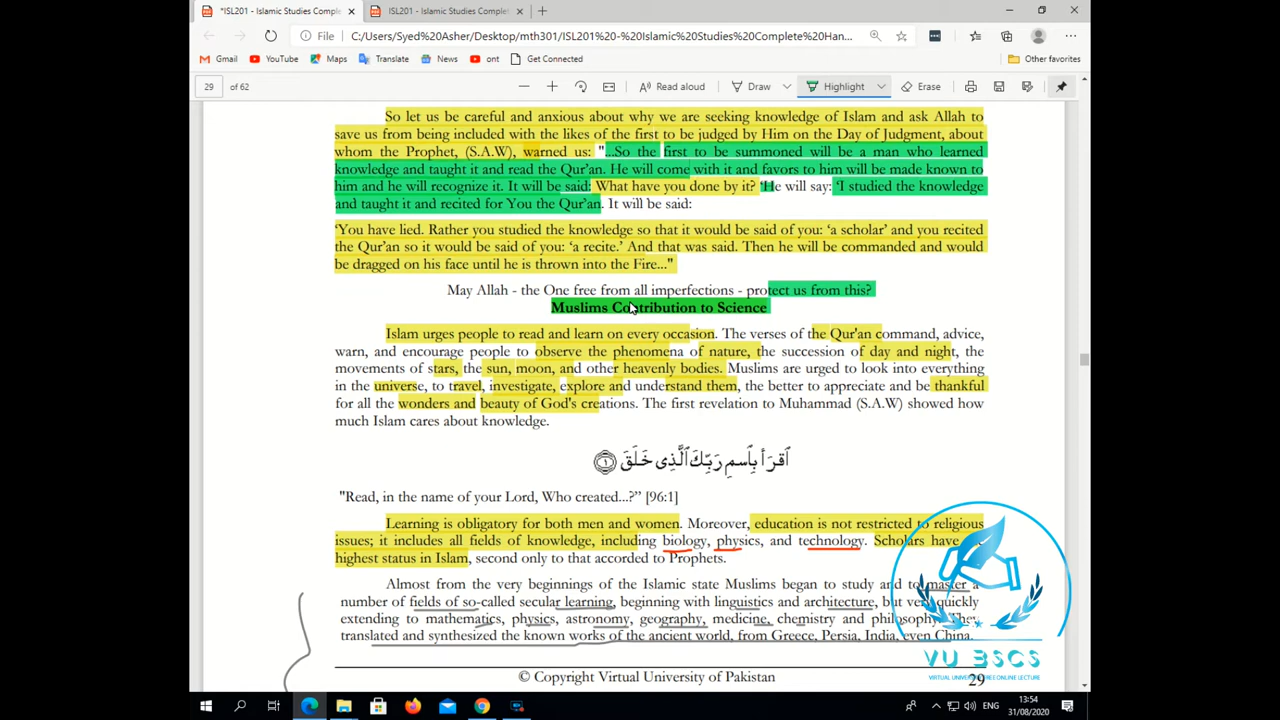 *ISL201 - Islamic Studies Comple
ISL201 - Islamic Studies Comple
File
C:/Users/Syed%20Asher/Desktop/mth301/ISL201%20-%20Islamic%20Studies%20Complete%20Han...
Gmail
YouTube
Maps
Translate
News
ont
Get Connected
Other favorites
29
of 62
Read aloud
Draw
Highlight
Erase
So let us be careful and anxious about why we are seeking knowledge of Islam and ask Allah to
save us from being included with the likes of the first to be judged by Him on the Day of Judgment, about
whom the Prophet, (S.A.W), warned us: "...So the first to be summoned will be a man who learned
knowledge and taught it and read the Qur'an. He will come with it and favors to him will be made known to
him and he will recognize it. It will be said: What have you done by it? 'He will say: 'I studied the knowledge
and taught it and recited for You the Qur'an. It will be said:
'You have lied. Rather you studied the knowledge so that it would be said of you: 'a scholar' and you recited
the Qur'an so it would be said of you: 'a recite.' And that was said. Then he will be commanded and would
be dragged on his face until he is thrown into the Fire..."
May Allah - the One free from all imperfections - protect us from this?
Muslims Contribution to Science
Islam urges people to read and learn on every occasion. The verses of the Qur'an command, advice,
warn, and encourage people to observe the phenomena of nature, the succession of day and night, the
movements of stars, the sun, moon, and other heavenly bodies. Muslims are urged to look into everything
in the universe, to travel, investigate, explore and understand them, the better to appreciate and be thankful
for all the wonders and beauty of God's creations. The first revelation to Muhammad (S.A.W) showed how
much Islam cares about knowledge.
ٱقۡرَأۡ بِٱسۡمِ رَبِّكَ ٱلَّذِى خَلَقَ ١
"Read, in the name of your Lord, Who created...?" [96:1]
Learning is obligatory for both men and women. Moreover, education is not restricted to religious
issues; it includes all fields of knowledge, including biology, physics, and technology. Scholars have
highest status in Islam, second only to that accorded to Prophets.
Almost from the very beginnings of the Islamic state Muslims began to study and to master a
number of fields of so-called secular learning, beginning with linguistics and architecture, but very quickly
extending to mathematics, physics, astronomy, geography, medicine, chemistry and philosophy. They
translated and synthesized the known works of the ancient world, from Greece, Persia, India, even China.
VU BSCS
© Copyright Virtual University of Pakistan
29
ENG
13:54
31/08/2020